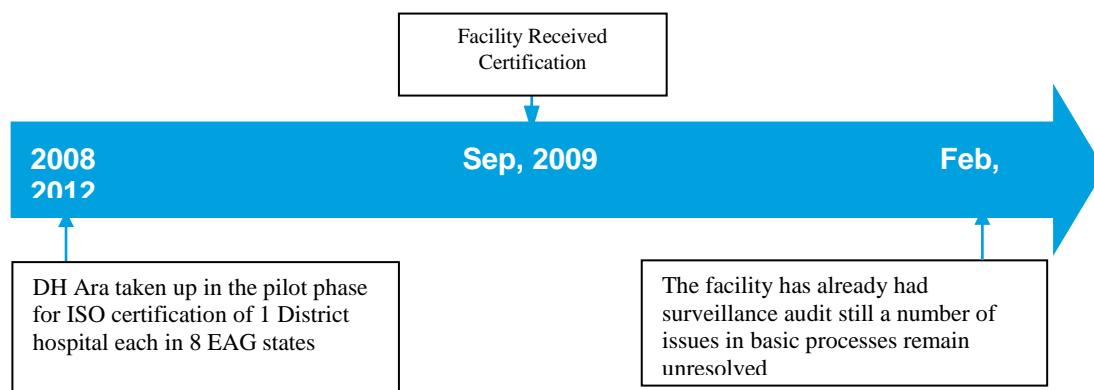 Facility Received
Certification
2008 Sep, 2009 Feb,
2012
DH Ara taken up in the pilot phase
for ISO certification of 1 District
hospital each in 8 EAG states
The facility has already had
surveillance audit still a number of
issues in basic processes remain
unresolved